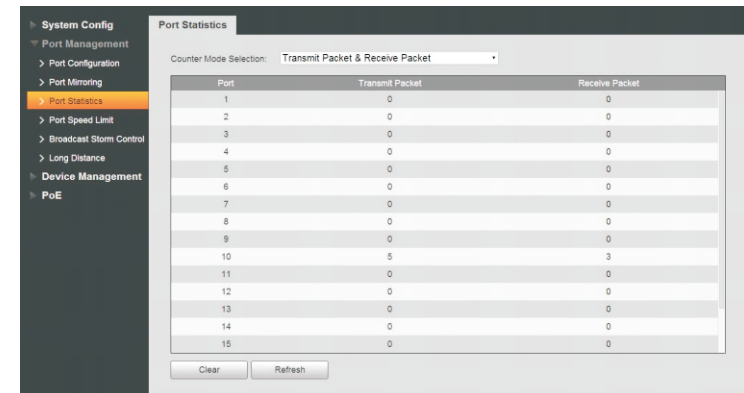 System Config
Port Management
Port Configuration
Port Mirroring
Port Statistics
Port Speed Limit
Broadcast Storm Control
Long Distance
Device Management
PoE
Port Statistics
Counter Mode Selection: Transmit Packet & Receive Packet
Port Transmit Packet Receive Packet
1 0 0
2 0 0
3 0 0
4 0 0
5 0 0
6 0 0
7 0 0
8 0 0
9 0 0
10 5 3
11 0 0
12 0 0
13 0 0
14 0 0
15 0 0
Clear Refresh